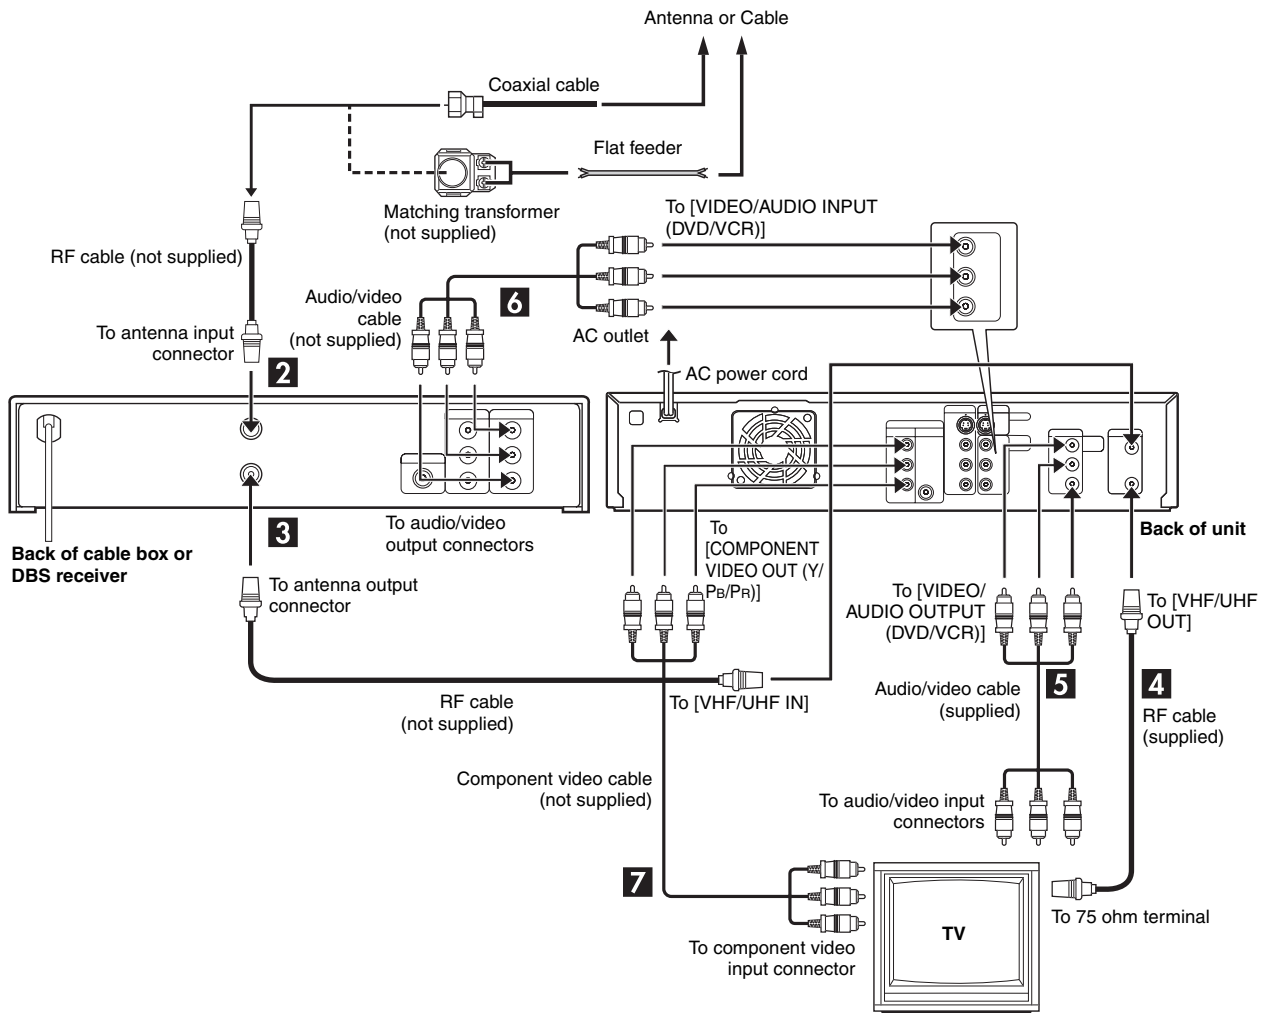 Antenna or Cable
Coaxial cable
Flat feeder
Matching transformer
(not supplied)
To [VIDEO/AUDIO INPUT
(DVD/VCR)]
RF cable (not supplied)
Audio/video
cable
(not supplied)
6
AC outlet
To antenna input
connector
2
AC power cord
3
To audio/video
output connectors
Back of cable box or
DBS receiver
To
[COMPONENT
VIDEO OUT (Y/
PB/PR)]
Back of unit
To antenna output
connector
To [VIDEO/
AUDIO OUTPUT
(DVD/VCR)]
To [VHF/UHF
OUT]
RF cable
(not supplied)
To [VHF/UHF IN]
Audio/video cable
(supplied)
5
4
RF cable
(supplied)
Component video cable
(not supplied)
To audio/video input
connectors
7
To 75 ohm terminal
TV
To component video
input connector